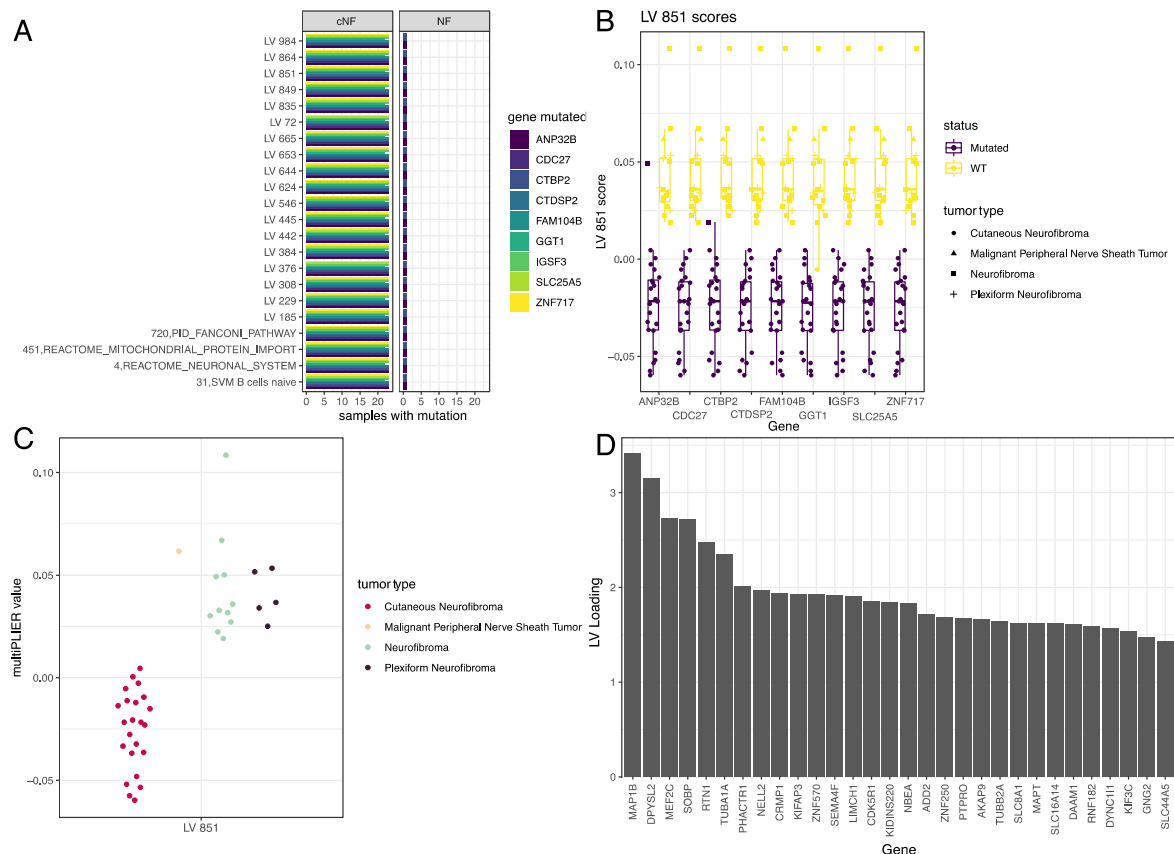 A
cNF
NF
LV 984
LV 864
LV 851
LV 849
LV 835
LV 72
LV 665
LV 653
LV 644
LV 624
LV 546
LV 445
LV 442
LV 384
LV 376
LV 308
LV 229
LV 185
720,PID_FANCONI_PATHWAY
451,REACTOME_MITOCHONDRIAL_PROTEIN_IMPORT
4,REACTOME_NEURONAL_SYSTEM
31,SVM B cells naive
0 5 10 15 20 0 5 10 15 20
samples with mutation
gene mutated
ANP32B
CDC27
CTBP2
CTDSP2
FAM104B
GGT1
IGSF3
SLC25A5
ZNF717
B
LV 851 scores
0.10
0.05
0.00
−0.05
LV 851 score
ANP32B CTBP2 FAM104B IGSF3 ZNF717
CDC27 CTDSP2 GGT1 SLC25A5
Gene
status
Mutated
WT
tumor type
Cutaneous Neurofibroma
Malignant Peripheral Nerve Sheath Tumor
Neurofibroma
Plexiform Neurofibroma
C
0.10
0.05
0.00
−0.05
multiPLIER value
LV 851
tumor type
Cutaneous Neurofibroma
Malignant Peripheral Nerve Sheath Tumor
Neurofibroma
Plexiform Neurofibroma
D
3
2
1
0
LV Loading
MAP1B
DPYSL2
MEF2C
SOBP
RTN1
TUBA1A
PHACTR1
NELL2
CRMP1
KIFAP3
ZNF570
SEMA4F
LIMCH1
CDK5R1
KIDINS220
NBEA
ADD2
ZNF250
PTPRO
AKAP9
TUBB2A
SLC8A1
MAPT
SLC16A14
DAAM1
RNF182
DYNC1I1
KIF3C
GNG2
SLC44A5
Gene